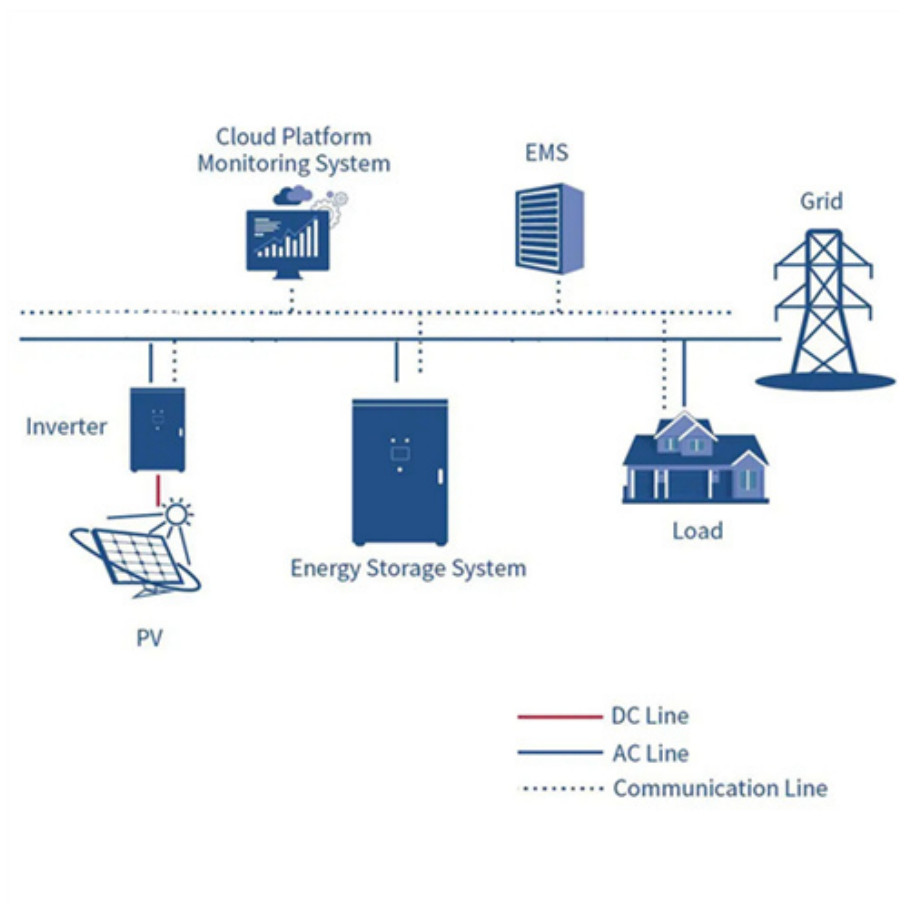 Cloud Platform
Monitoring System
EMS
Grid
Inverter
Energy Storage System
Load
PV
DC Line
AC Line
Communication Line